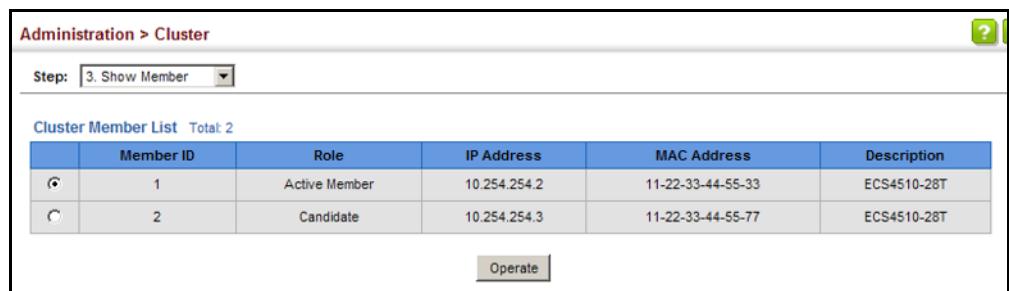 Administration > Cluster
?
Step: 3. Show Member
Cluster Member List Total: 2
Member ID Role IP Address MAC Address Description
1 Active Member 10.254.254.2 11-22-33-44-55-33 ECS4510-28T
2 Candidate 10.254.254.3 11-22-33-44-55-77 ECS4510-28T
Operate